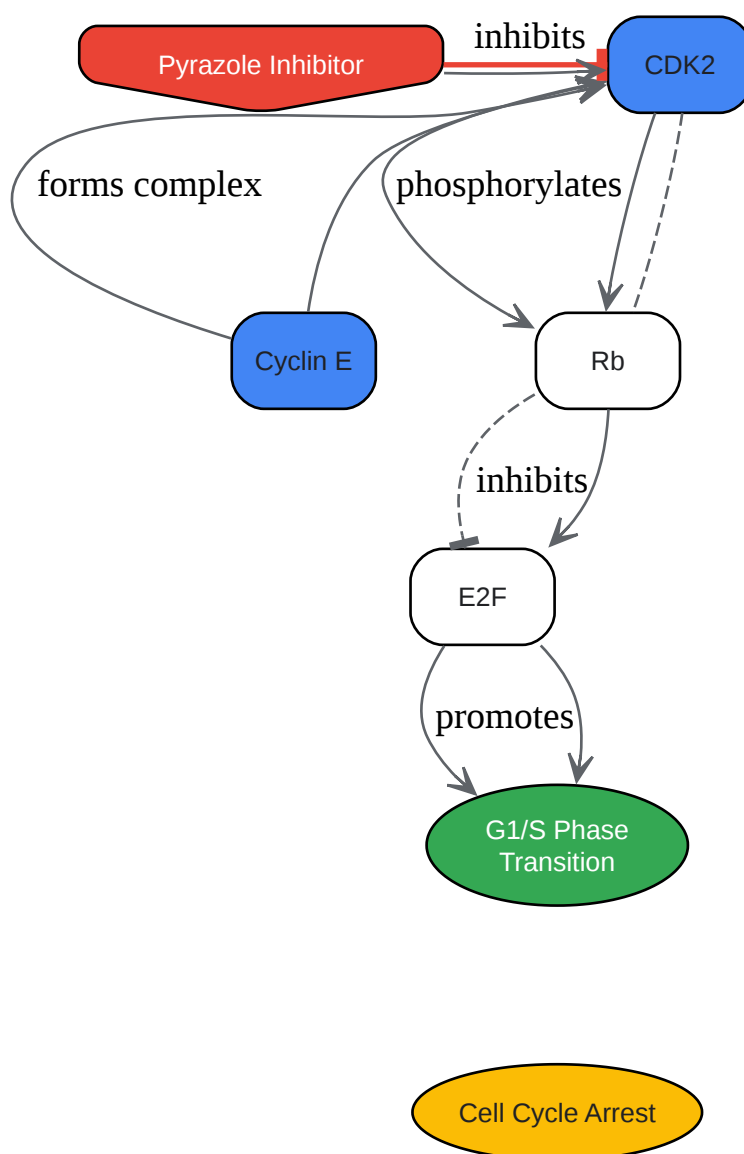 inhibits
Pyrazole Inhibitor
CDK2
forms complex
phosphorylates
Cyclin E
Rb
inhibits
E2F
promotes
G1/S Phase
Transition
Cell Cycle Arrest